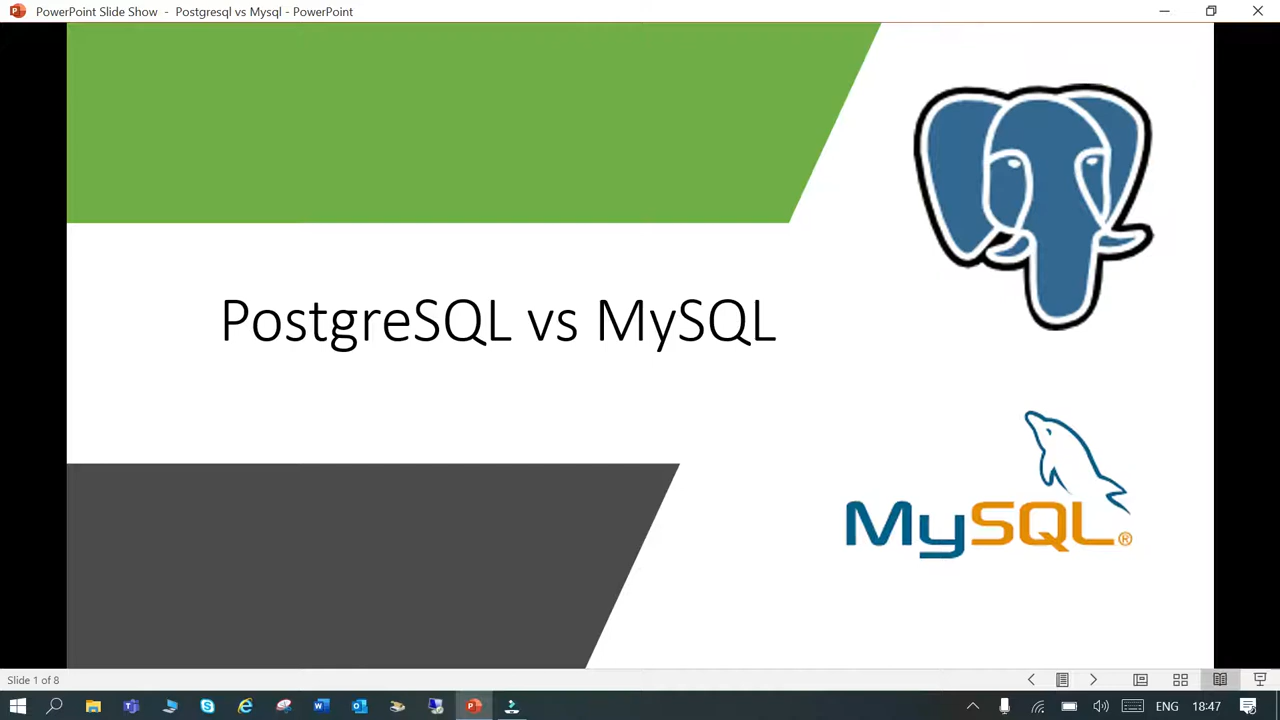 PowerPoint Slide Show - Postgresql vs Mysql - PowerPoint
PostgreSQL vs MySQL
MySQL®
Slide 1 of 8
ENG 18:47